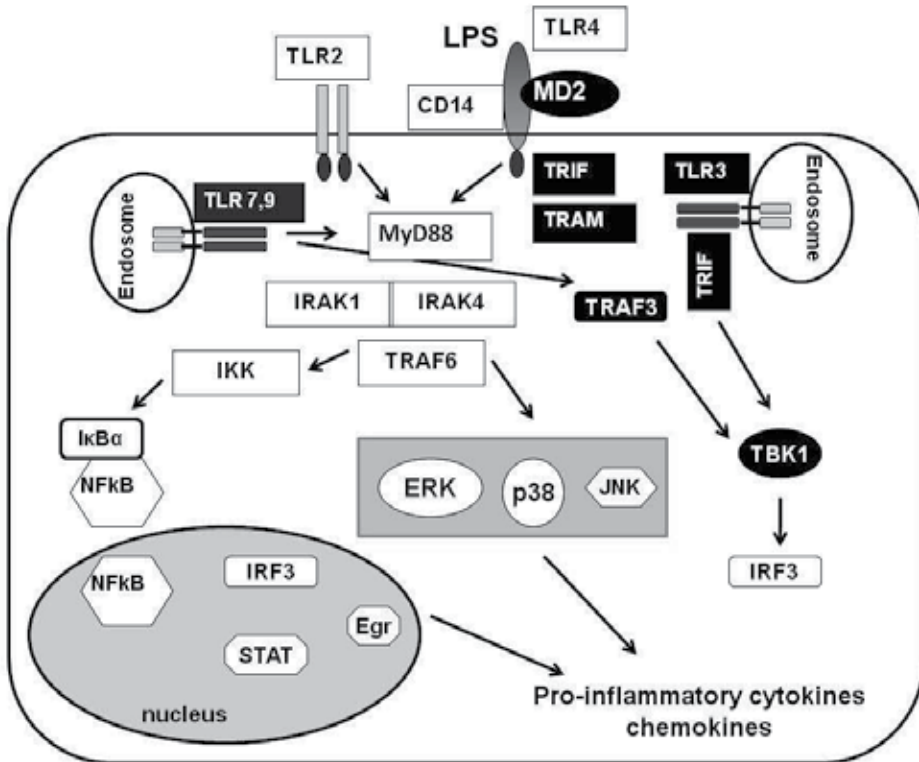 TLR4
LPS
TLR2
MD2
CD14
Endosome
TLR 7,9
TRIF
TRAM
TLR3
Endosome
MyD88
TRIF
IRAK1
IRAK4
TRAF3
TRAF6
IKK
IκBα
NFkB
ERK
p38
JNK
TBK1
IRF3
NFkB
IRF3
Egr
STAT
nucleus
Pro-inflammatory cytokines
chemokines